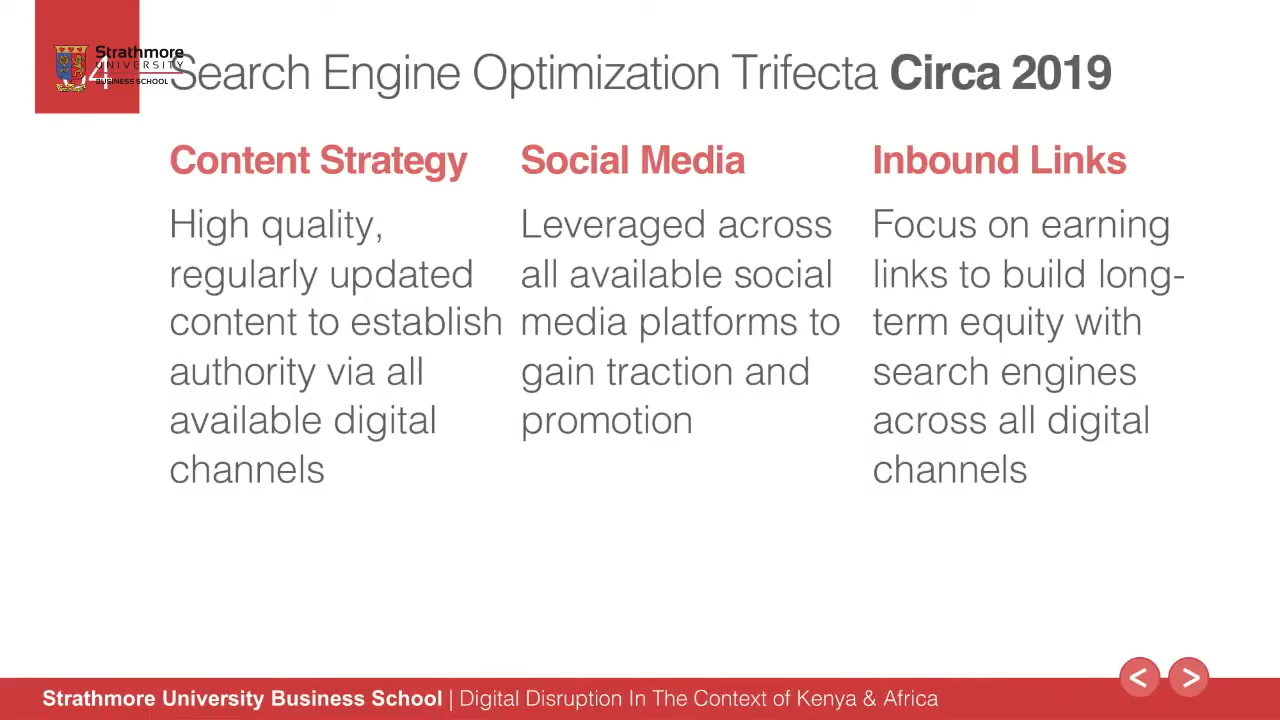 Strathmore
UNIVERSITY
BUSINESS SCHOOL
4
Search Engine Optimization Trifecta Circa 2019
Content Strategy
High quality,
regularly updated
content to establish
authority via all
available digital
channels
Social Media
Leveraged across
all available social
media platforms to
gain traction and
promotion
Inbound Links
Focus on earning
links to build long-
term equity with
search engines
across all digital
channels
Strathmore University Business School | Digital Disruption In The Context of Kenya & Africa